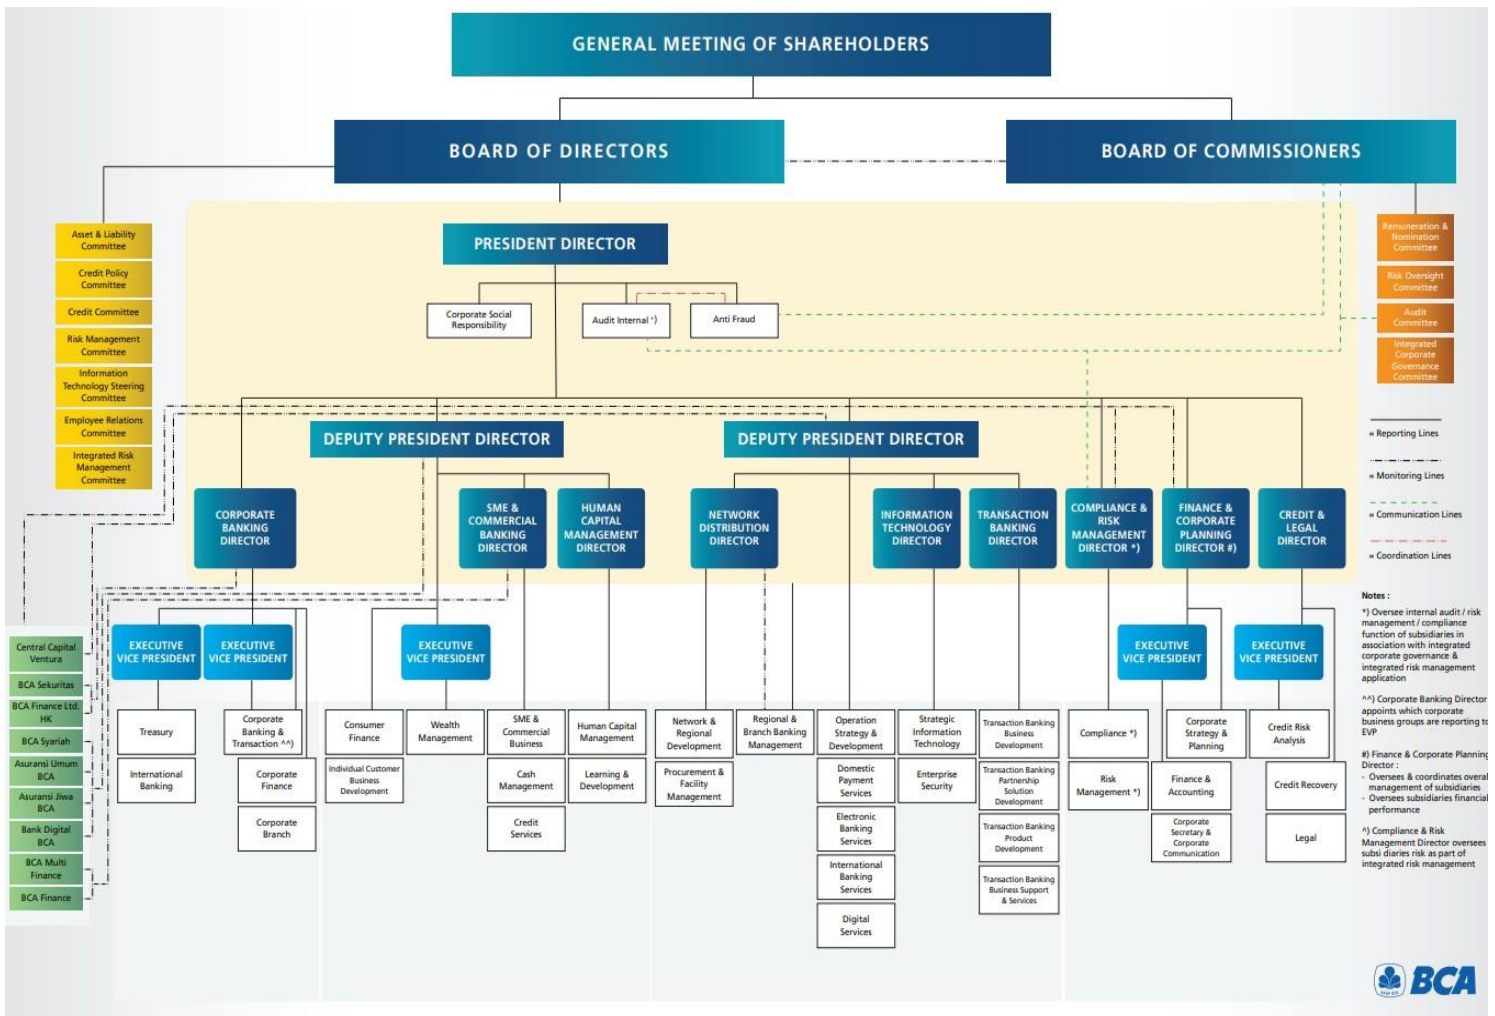 GENERAL MEETING OF SHAREHOLDERS
BOARD OF DIRECTORS
BOARD OF COMMISSIONERS
Asset & Liability
Committee
Credit Policy
Committee
Credit Committee
Risk Management
Committee
Information
Technology Steering
Committee
Employee Relations
Committee
Integrated Risk
Management
Committee
PRESIDENT DIRECTOR
Corporate Social
Responsibility
Audit Internal *)
Anti Fraud
Remuneration &
Nomination
Committee
Risk Oversight
Committee
Audit
Committee
Integrated
Corporate
Governance
Committee
= Reporting Lines
= Monitoring Lines
= Communication Lines
= Coordination Lines
DEPUTY PRESIDENT DIRECTOR
DEPUTY PRESIDENT DIRECTOR
CORPORATE
BANKING
DIRECTOR
SME &
COMMERCIAL
BANKING
DIRECTOR
HUMAN
CAPITAL
MANAGEMENT
DIRECTOR
NETWORK
DISTRIBUTION
DIRECTOR
INFORMATION
TECHNOLOGY
DIRECTOR
TRANSACTION
BANKING
DIRECTOR
COMPLIANCE &
RISK
MANAGEMENT
DIRECTOR *)
FINANCE &
CORPORATE
PLANNING
DIRECTOR #)
CREDIT &
LEGAL
DIRECTOR
Central Capital
Ventura
BCA Sekuritas
BCA Finance Ltd.
HK
BCA Syariah
Asuransi Umum
BCA
Asuransi Jiwa
BCA
Bank Digital
BCA
BCA Multi
Finance
BCA Finance
EXECUTIVE
VICE PRESIDENT
EXECUTIVE
VICE PRESIDENT
EXECUTIVE
VICE PRESIDENT
EXECUTIVE
VICE PRESIDENT
EXECUTIVE
VICE PRESIDENT
Treasury
International
Banking
Corporate
Banking &
Transaction ^^)
Corporate
Finance
Corporate
Branch
Consumer
Finance
Individual Customer
Business
Development
Wealth
Management
SME &
Commercial
Business
Cash
Management
Credit
Services
Human Capital
Management
Learning &
Development
Network &
Regional
Development
Procurement &
Facility
Management
Regional &
Branch Banking
Management
Operation
Strategy &
Development
Domestic
Payment
Services
Electronic
Banking
Services
International
Banking
Services
Digital
Services
Strategic
Information
Technology
Enterprise
Security
Transaction Banking
Business
Development
Transaction Banking
Partnership
Solution
Development
Transaction Banking
Product
Development
Transaction Banking
Business Support
& Services
Compliance *)
Risk
Management *)
Corporate
Strategy &
Planning
Finance &
Accounting
Corporate
Secretary &
Corporate
Communication
Credit Risk
Analysis
Credit Recovery
Legal
Notes :
*) Oversee internal audit / risk
management / compliance
function of subsidiaries in
association with integrated
corporate governance &
integrated risk management
application
^^) Corporate Banking Director
appoints which corporate
business groups are reporting to
EVP
#) Finance & Corporate Planning
Director :
- Oversees & coordinates overal
management of subsidiaries
- Oversees subsidiaries financial
performance
^) Compliance & Risk
Management Director oversees
subsi diaries risk as part of
integrated risk management
BCA